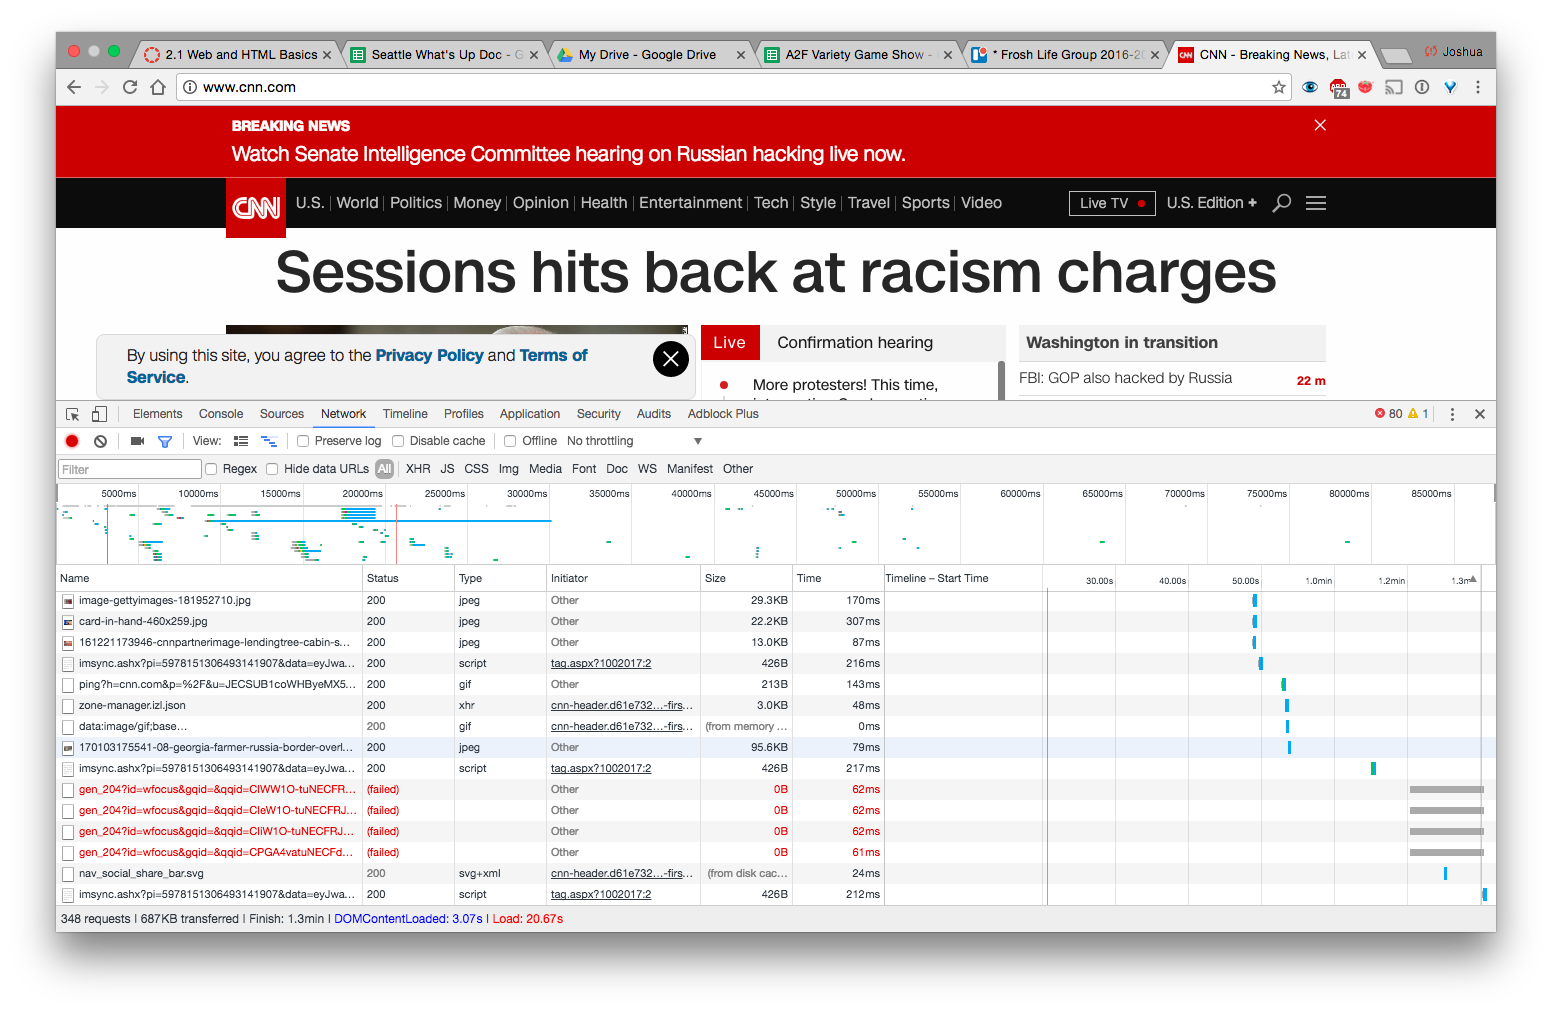 2.1 Web and HTML Basics
Seattle What's Up Doc - G
My Drive - Google Drive
A2F Variety Game Show -
* Frosh Life Group 2016-20
CNN - Breaking News, Lat
Joshua
www.cnn.com
74
BREAKING NEWS
Watch Senate Intelligence Committee hearing on Russian hacking live now.
CNN
U.S. | World | Politics | Money | Opinion | Health | Entertainment | Tech | Style | Travel | Sports | Video
Live TV
U.S. Edition +
Sessions hits back at racism charges
By using this site, you agree to the Privacy Policy and Terms of
Service.
Live
Confirmation hearing
More protesters! This time,
Washington in transition
FBI: GOP also hacked by Russia
22 m
Elements Console Sources Network Timeline Profiles Application Security Audits Adblock Plus
80
1
View:
Preserve log
Disable cache
Offline
No throttling
Filter
Regex
Hide data URLs
All | XHR JS CSS Img Media Font Doc WS Manifest Other
5000ms 10000ms 15000ms 20000ms 25000ms 30000ms 35000ms 40000ms 45000ms 50000ms 55000ms 60000ms 65000ms 70000ms 75000ms 80000ms 85000ms
Name Status Type Initiator Size Time Timeline – Start Time 30.00s 40.00s 50.00s 1.0min 1.2min 1.3m
image-gettyimages-181952710.jpg 200 jpeg Other 29.3KB 170ms
card-in-hand-460x259.jpg 200 jpeg Other 22.2KB 307ms
161221173946-cnnpartnerimage-lendingtree-cabin-s... 200 jpeg Other 13.0KB 87ms
imsync.ashx?pi=5978151306493141907&data=eyJwa... 200 script tag.aspx?1002017:2 426B 216ms
ping?h=cnn.com&p=%2F&u=JECSUB1coWHByeMX5... 200 gif Other 213B 143ms
zone-manager.izl.json 200 xhr cnn-header.d61e732...-firs... 3.0KB 48ms
data:image/gif;base... 200 gif cnn-header.d61e732...-firs... (from memory ... 0ms
170103175541-08-georgia-farmer-russia-border-overl... 200 jpeg Other 95.6KB 79ms
imsync.ashx?pi=5978151306493141907&data=eyJwa... 200 script tag.aspx?1002017:2 426B 217ms
gen_204?id=wfocus&gqid=&qqid=CIWW1O-tuNECFR... (failed) Other 0B 62ms
gen_204?id=wfocus&gqid=&qqid=CIeW1O-tuNECFRJ... (failed) Other 0B 62ms
gen_204?id=wfocus&gqid=&qqid=CIiW1O-tuNECFRJ... (failed) Other 0B 62ms
gen_204?id=wfocus&gqid=&qqid=CPGA4vatuNECFd... (failed) Other 0B 61ms
nav_social_share_bar.svg 200 svg+xml cnn-header.d61e732...-firs... (from disk cac... 24ms
imsync.ashx?pi=5978151306493141907&data=eyJwa... 200 script tag.aspx?1002017:2 426B 212ms
348 requests | 687KB transferred | Finish: 1.3min | DOMContentLoaded: 3.07s | Load: 20.67s